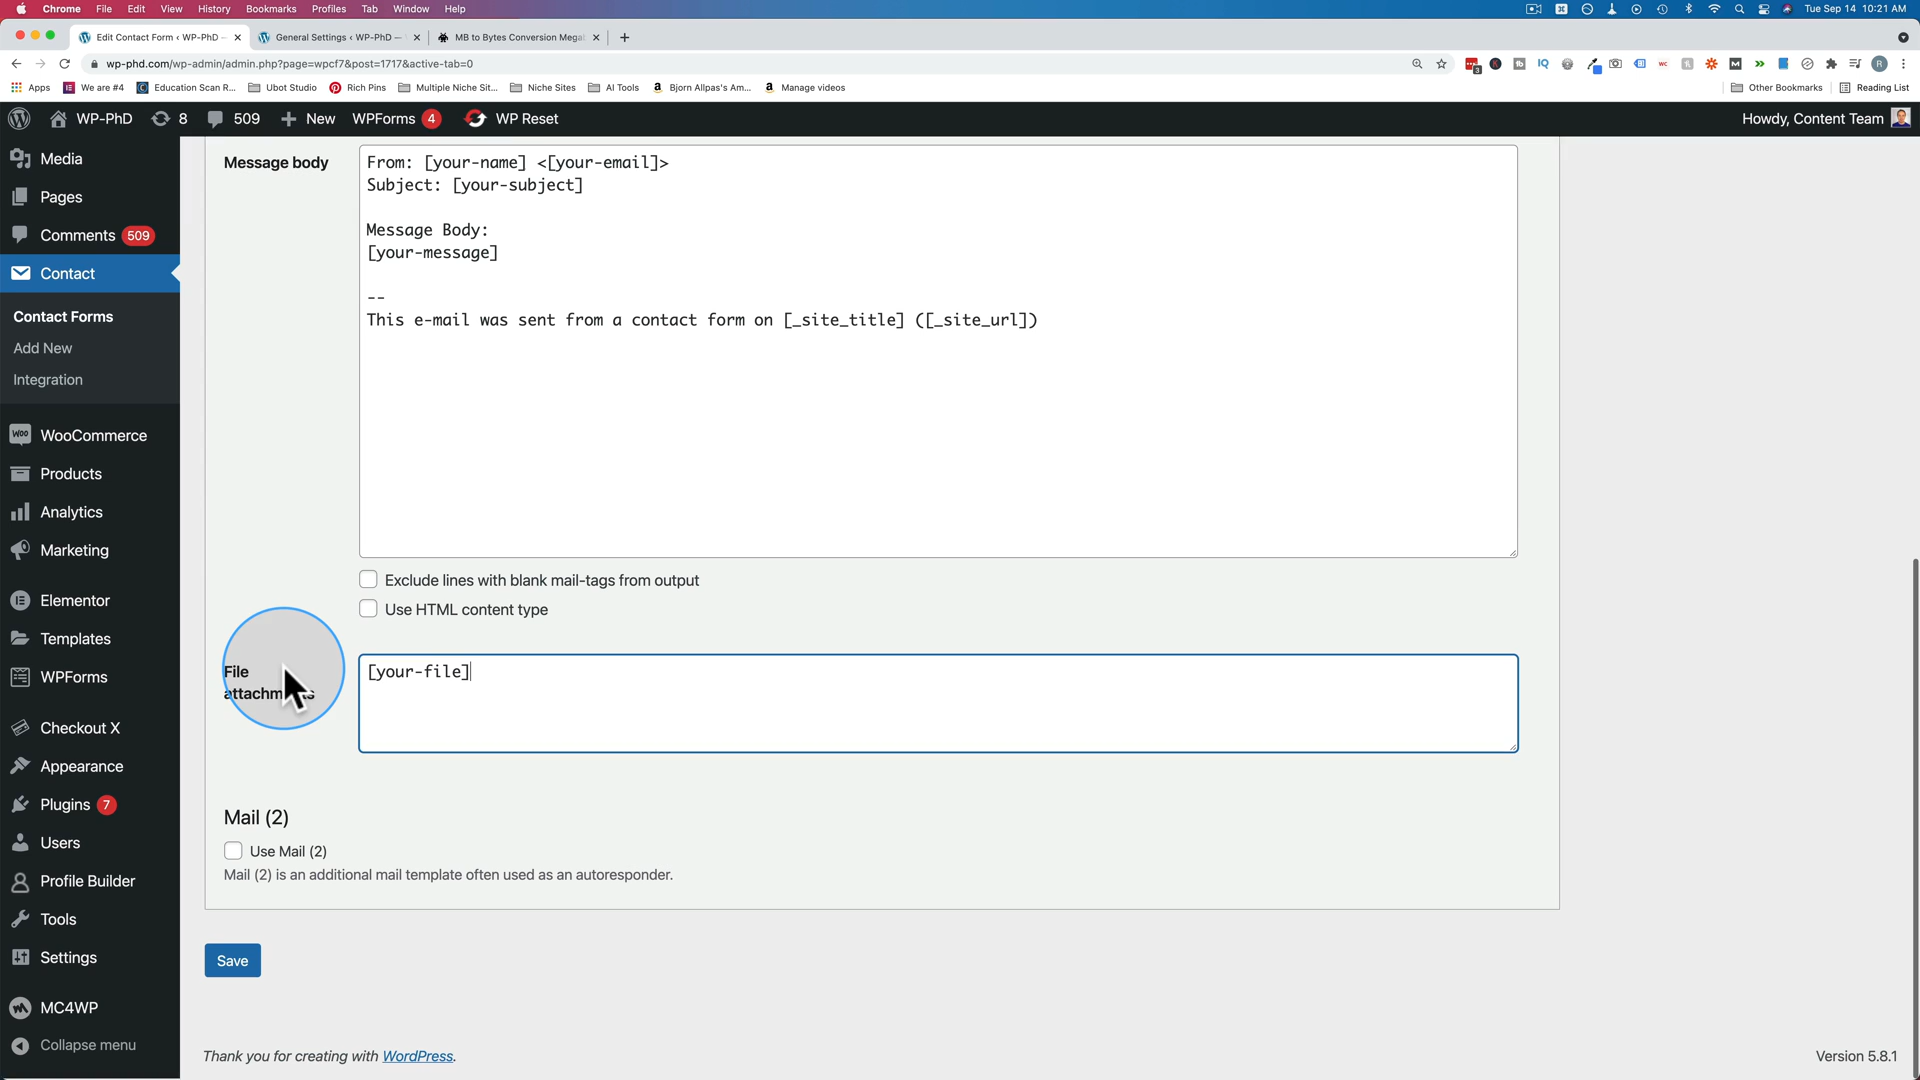 Chrome File Edit View History Bookmarks Profiles Tab Window Help Tue Sep 14 10:21 AM
Edit Contact Form ‹ WP-PhD – General Settings ‹ WP-PhD — MB to Bytes Conversion Mega
wp-phd.com/wp-admin/admin.php?page=wpcf7&post=1717&active-tab=0
Apps We are #4 Education Scan R... Ubot Studio Rich Pins Multiple Niche Sit... Niche Sites AI Tools Bjorn Allpas's Am... Manage videos Other Bookmarks Reading List
WP-PhD 8 509 New WPForms 4 WP Reset Howdy, Content Team
Media
Pages
Comments 509
Contact
Contact Forms
Add New
Integration
WooCommerce
Products
Analytics
Marketing
Elementor
Templates
WPForms
Checkout X
Appearance
Plugins 7
Users
Profile Builder
Tools
Settings
MC4WP
Collapse menu
Message body
From: [your-name] <[your-email]>
Subject: [your-subject]
Message Body:
[your-message]
--
This e-mail was sent from a contact form on [_site_title] ([_site_url])
Exclude lines with blank mail-tags from output
Use HTML content type
File
attachments
[your-file]
Mail (2)
Use Mail (2)
Mail (2) is an additional mail template often used as an autoresponder.
Save
Thank you for creating with WordPress.
Version 5.8.1